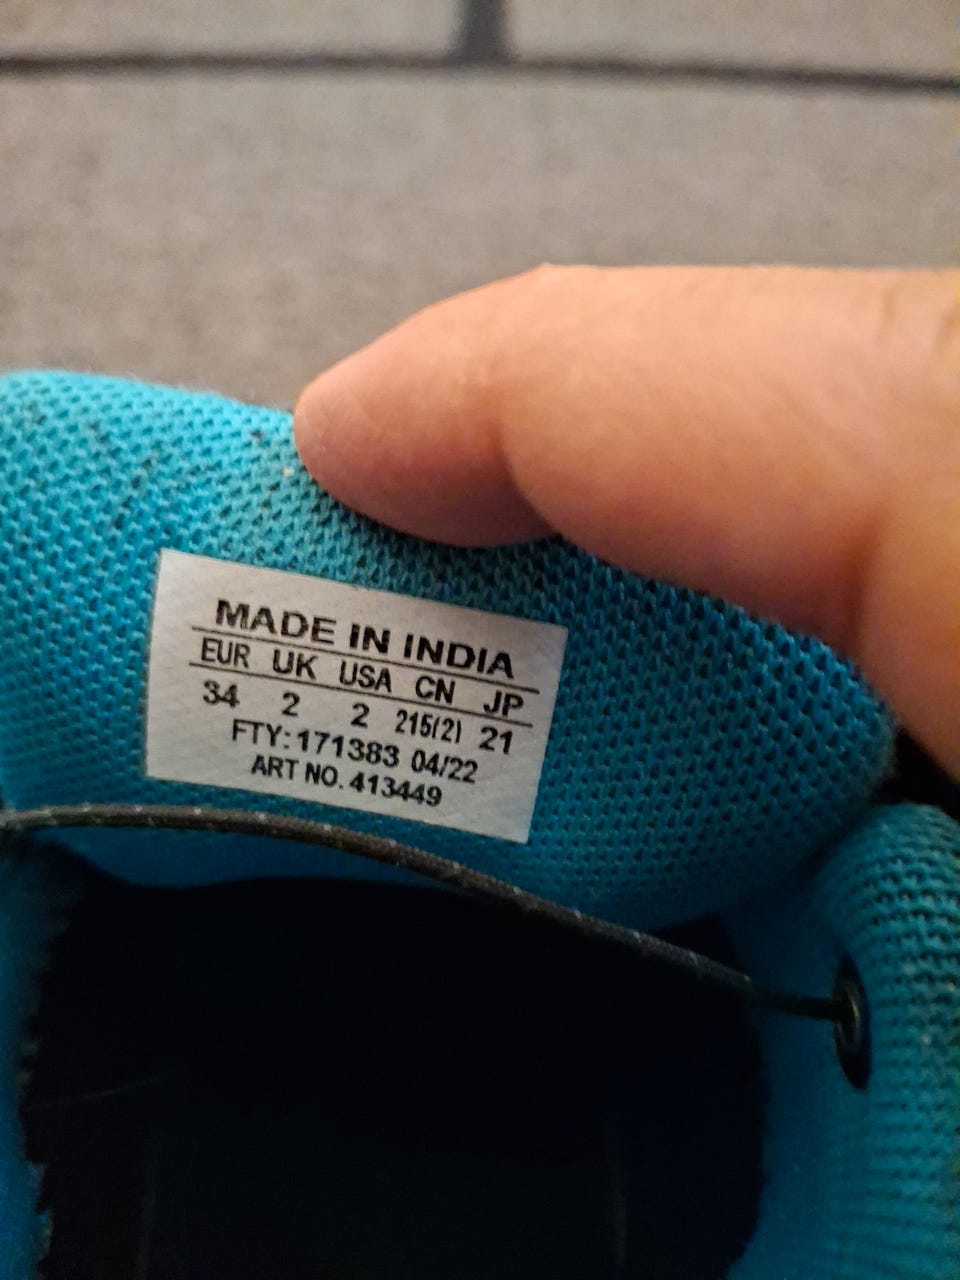 MADE IN INDIA
EUR UK USA CN JP
34 2 2 215(2) 21
FTY:171383 04/22
ART NO. 413449